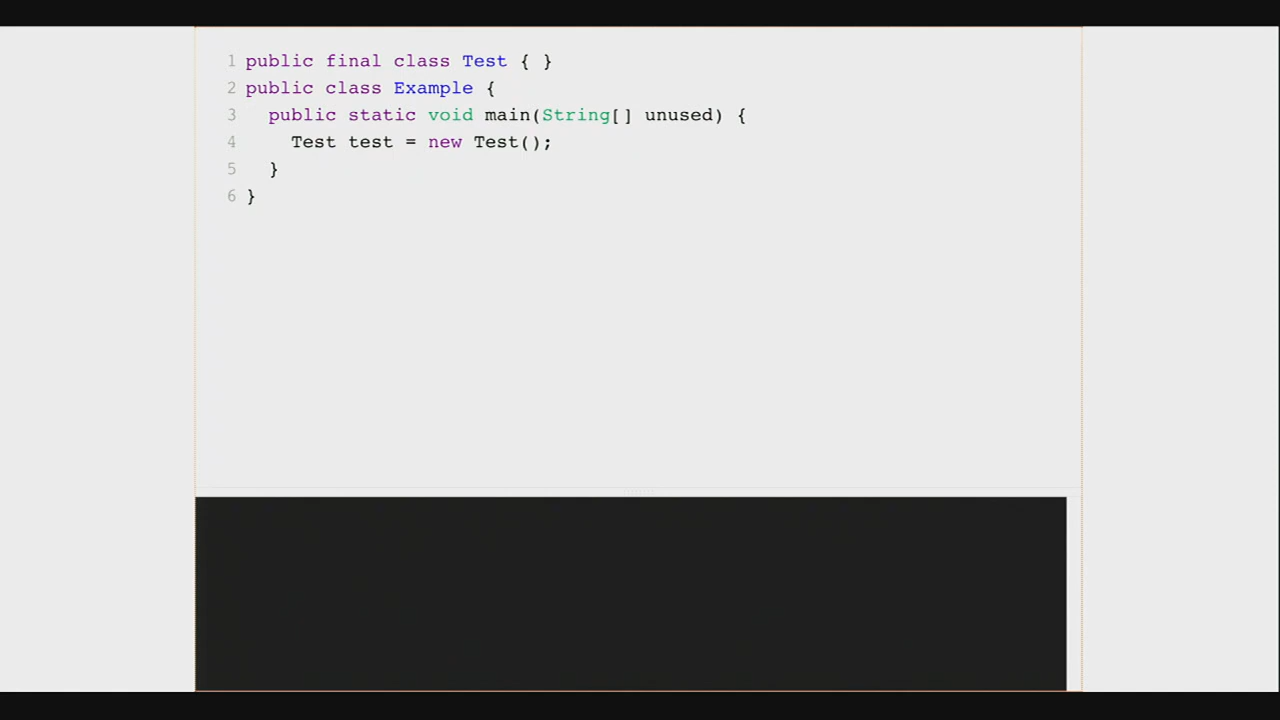 1 public final class Test { }
2 public class Example {
3   public static void main(String[] unused) {
4     Test test = new Test();
5   }
6 }